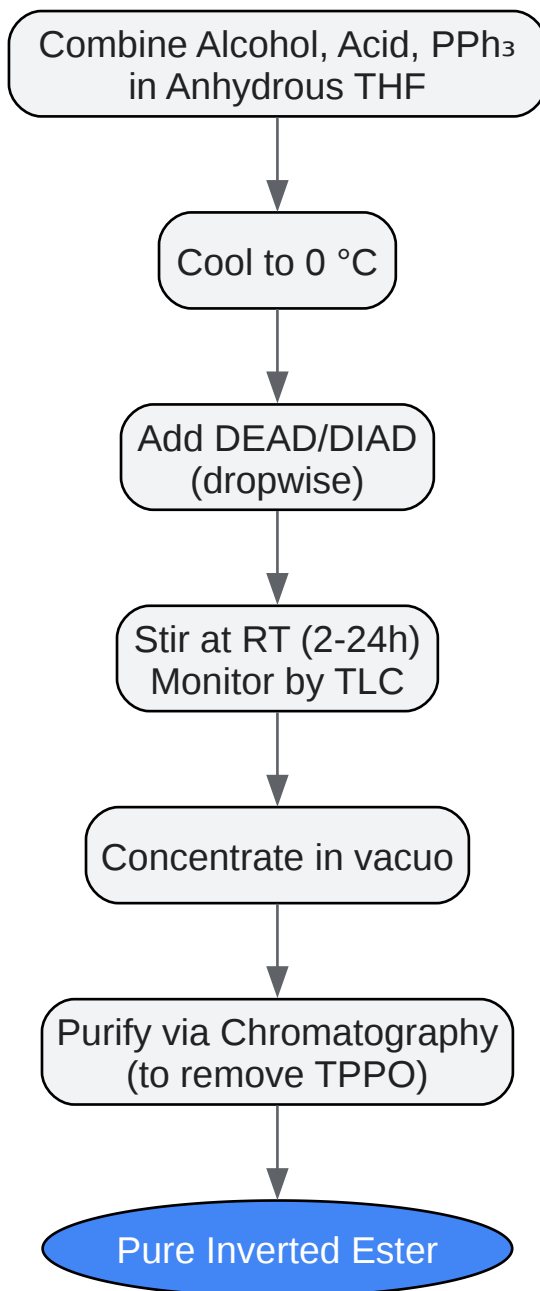 Combine Alcohol, Acid, PPh₃
in Anhydrous THF
Cool to 0 °C
Add DEAD/DIAD
(dropwise)
Stir at RT (2-24h)
Monitor by TLC
Concentrate in vacuo
Purify via Chromatography
(to remove TPPO)
Pure Inverted Ester